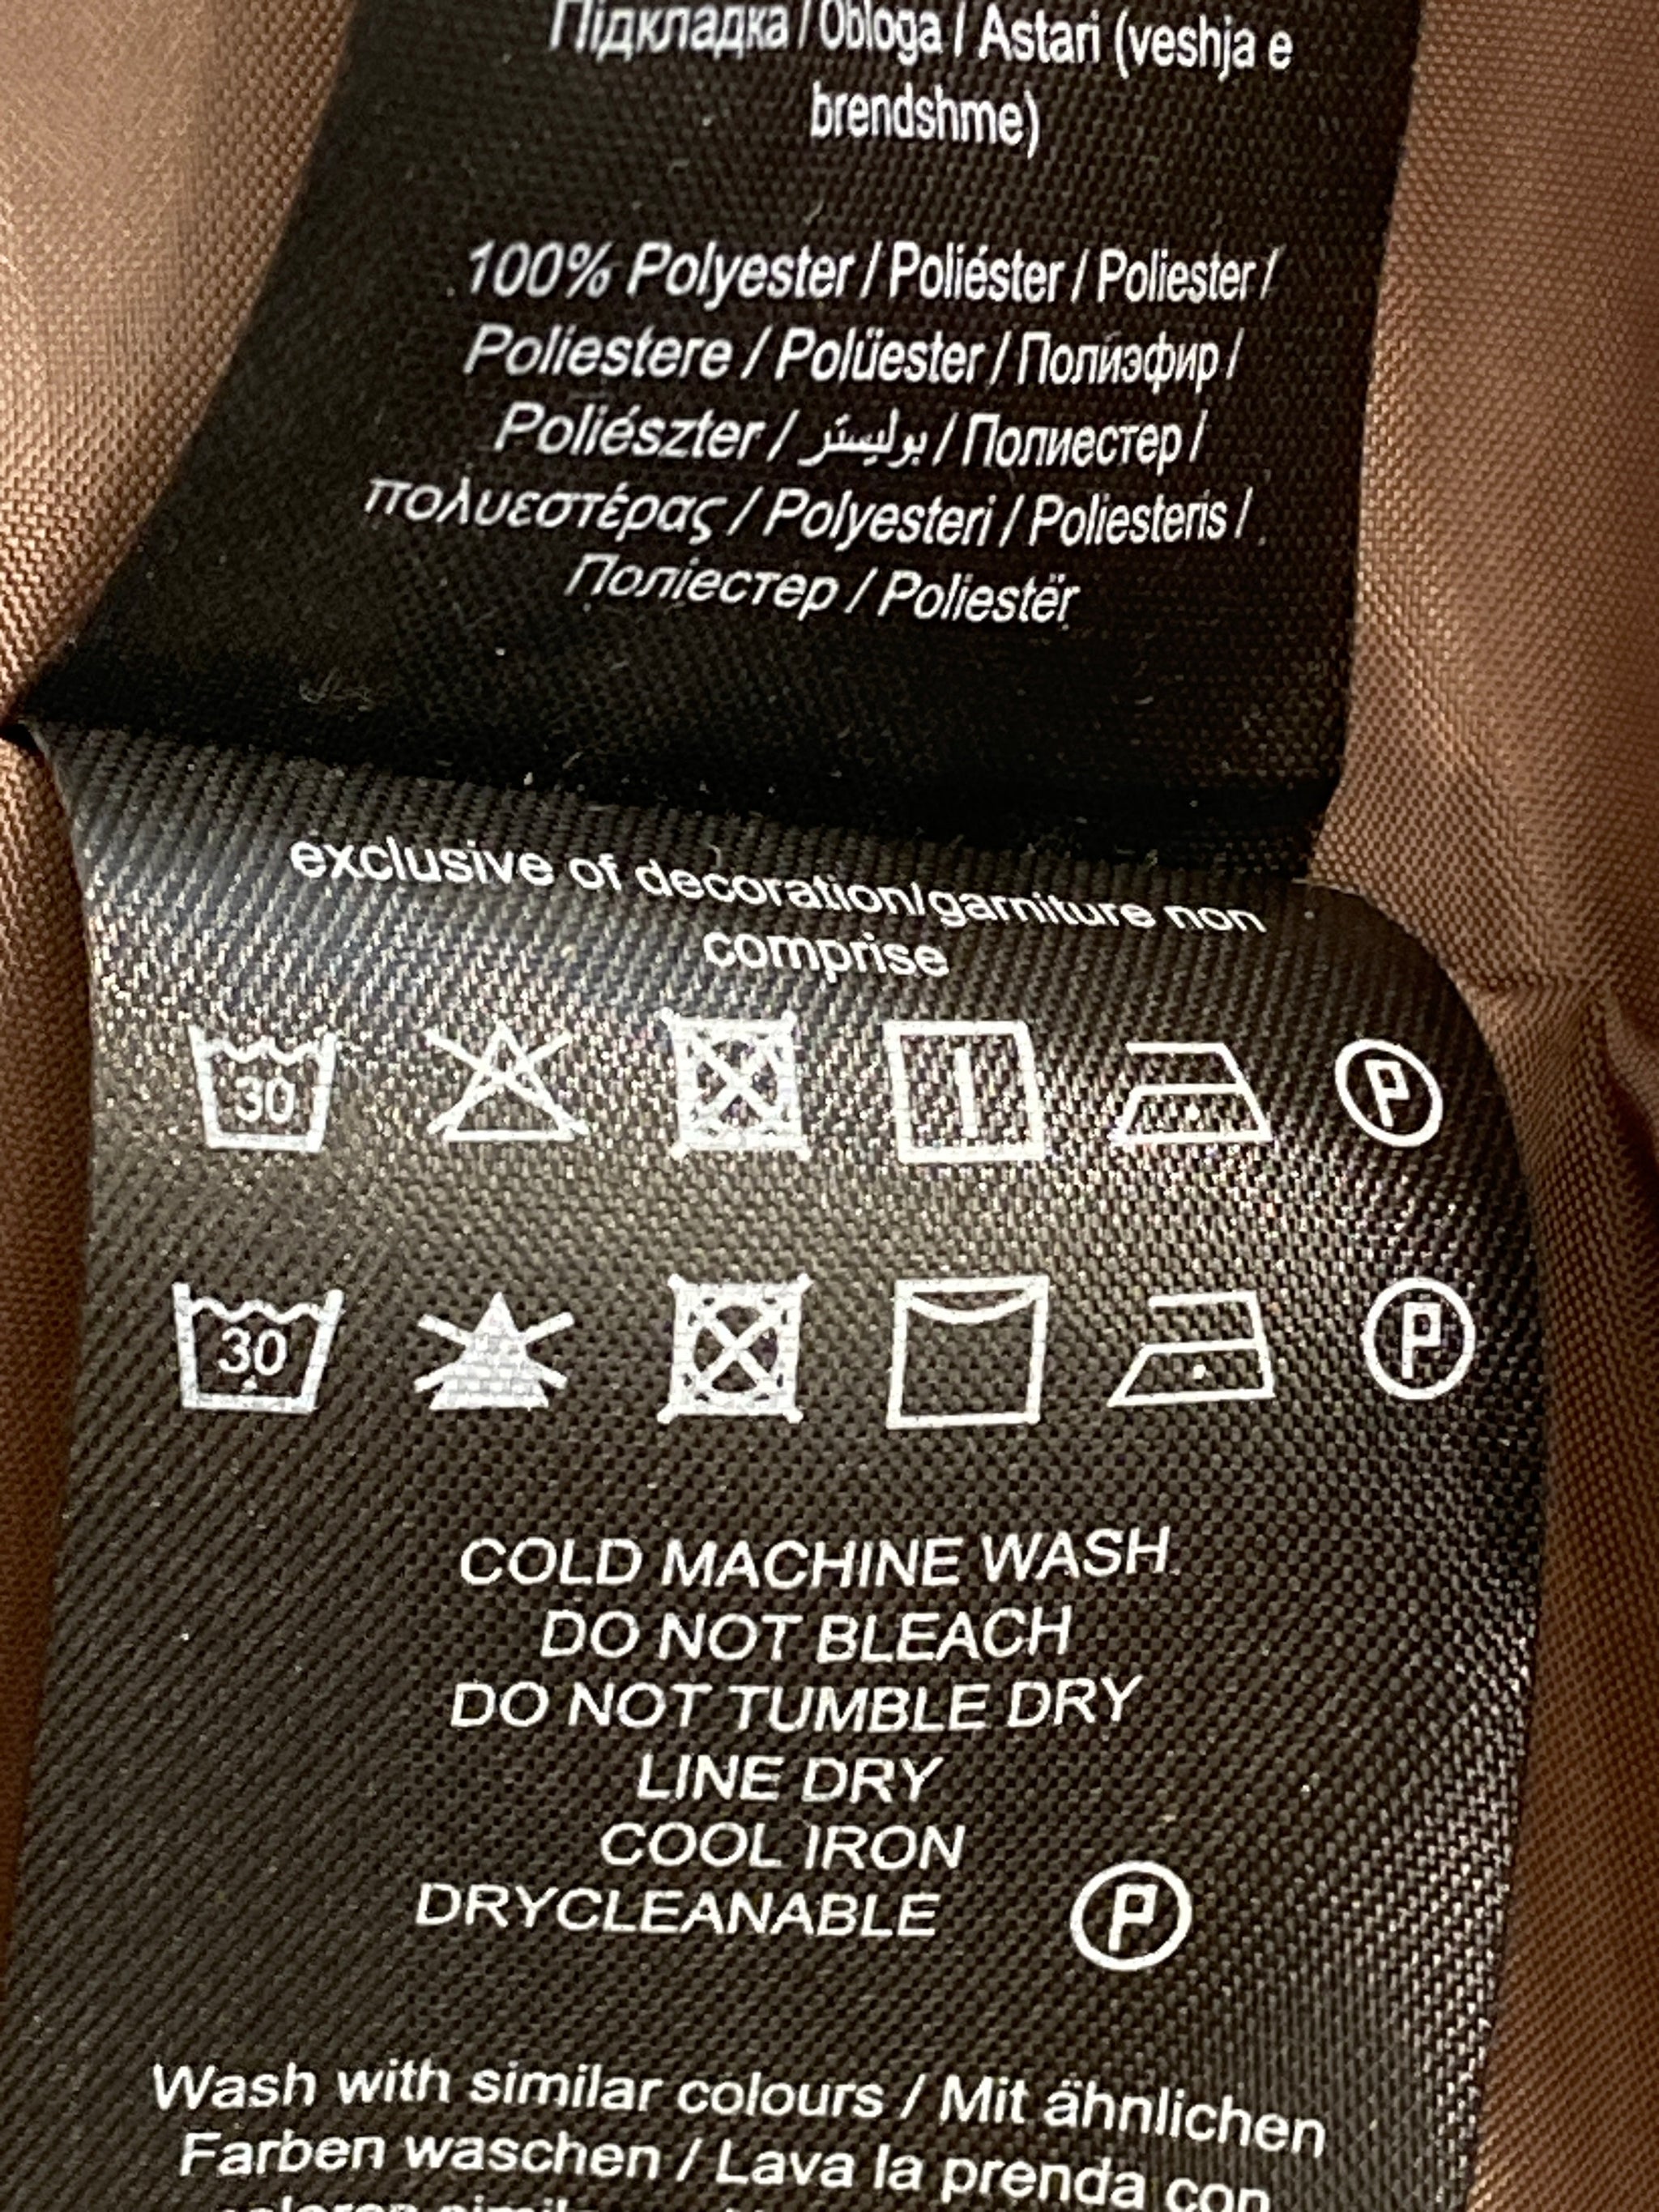 Підкладка / Obloga / Astari (veshja e
brendshme)
100% Polyester / Poliéster / Poliester /
Poliestere / Polüester / Полиэфир /
Poliészter / بوليستر / Полиестер /
πολυεστέρας / Polyesteri / Poliesteris /
Поліестер / Poliestër
exclusive of decoration/garniture non
comprise
30
P
30
P
COLD MACHINE WASH
DO NOT BLEACH
DO NOT TUMBLE DRY
LINE DRY
COOL IRON
DRYCLEANABLE P
Wash with similar colours / Mit ähnlichen
Farben waschen / Lava la prenda con